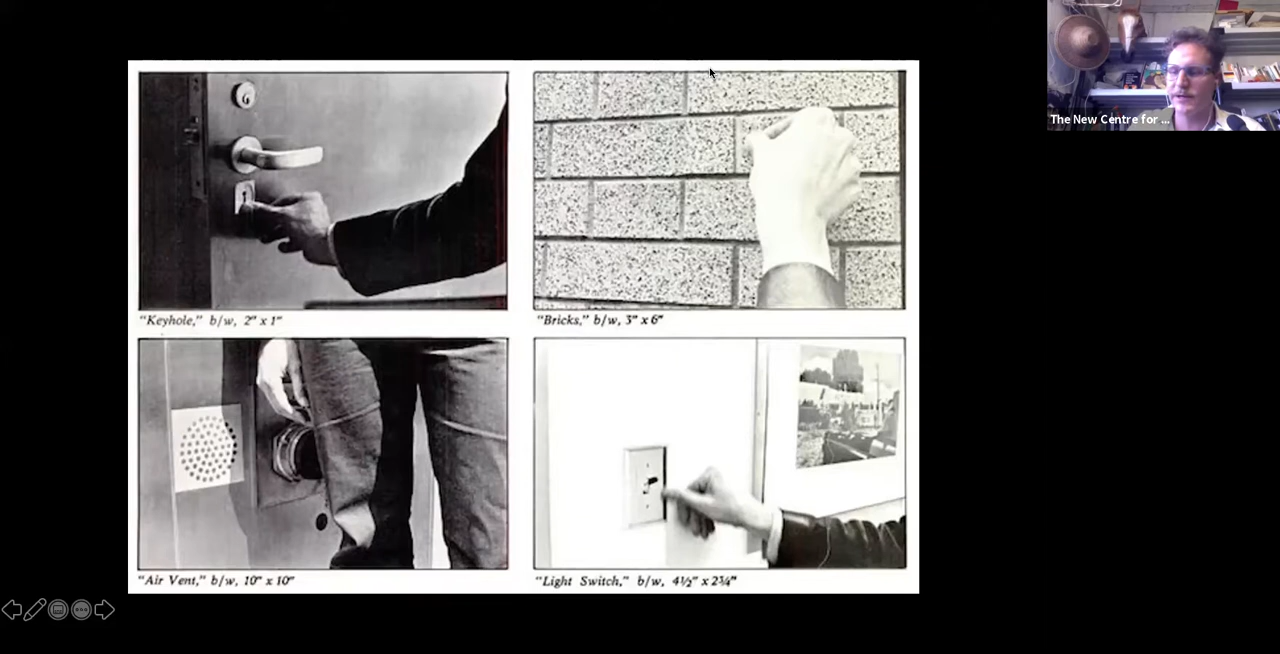 The New Centre for ...
"Keyhole," b/w, 2" x 1"
"Bricks," b/w, 3" x 6"
"Air Vent," b/w, 10" x 10"
"Light Switch," b/w, 4½" x 2¾"